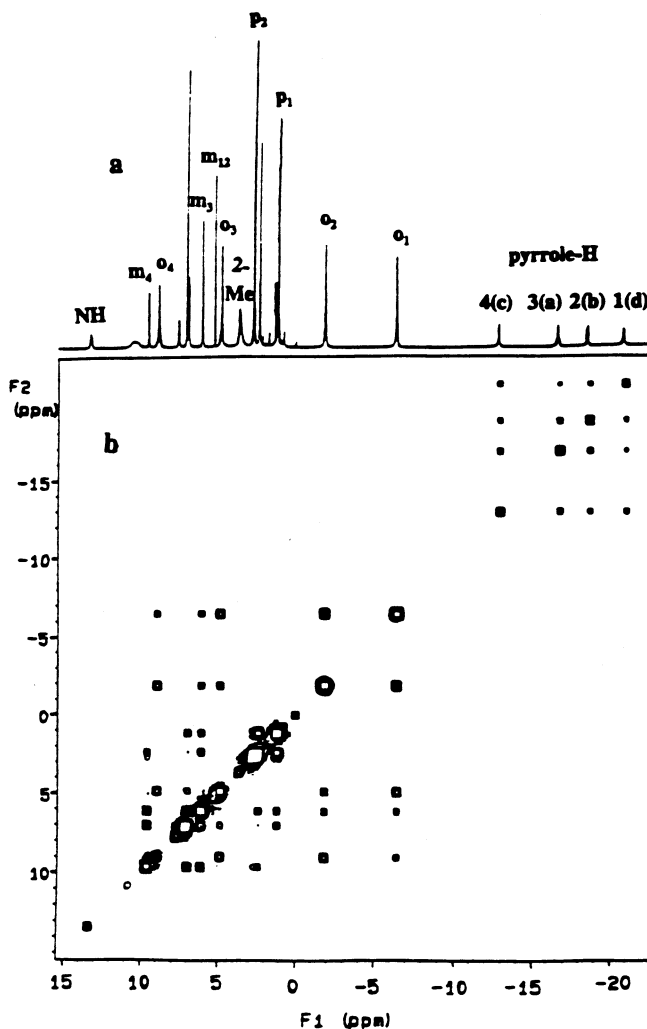 p₂
p₁
a
m₁₂
m₃
o₃
o₂
o₁
pyrrole-H
m₄
o₄
2-
Me
NH
4(c) 3(a) 2(b) 1(d)
F2
(ppm)
b
-15
-10
-5
0
5
10
15 10 5 0 -5 -10 -15 -20
F1 (ppm)